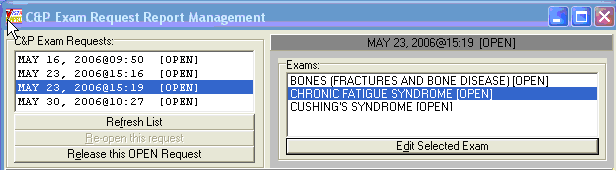 C&P Exam Request Report Management
C&P Exam Requests:
MAY 16, 2006@09:50 [OPEN]
MAY 23, 2006@15:16 [OPEN]
MAY 23, 2006@15:19 [OPEN]
MAY 30, 2006@10:27 [OPEN]
Refresh List
Re-open this request
Release this OPEN Request
MAY 23, 2006@15:19 [OPEN]
Exams:
BONES (FRACTURES AND BONE DISEASE) [OPEN]
CHRONIC FATIGUE SYNDROME [OPEN]
CUSHING'S SYNDROME [OPEN]
Edit Selected Exam